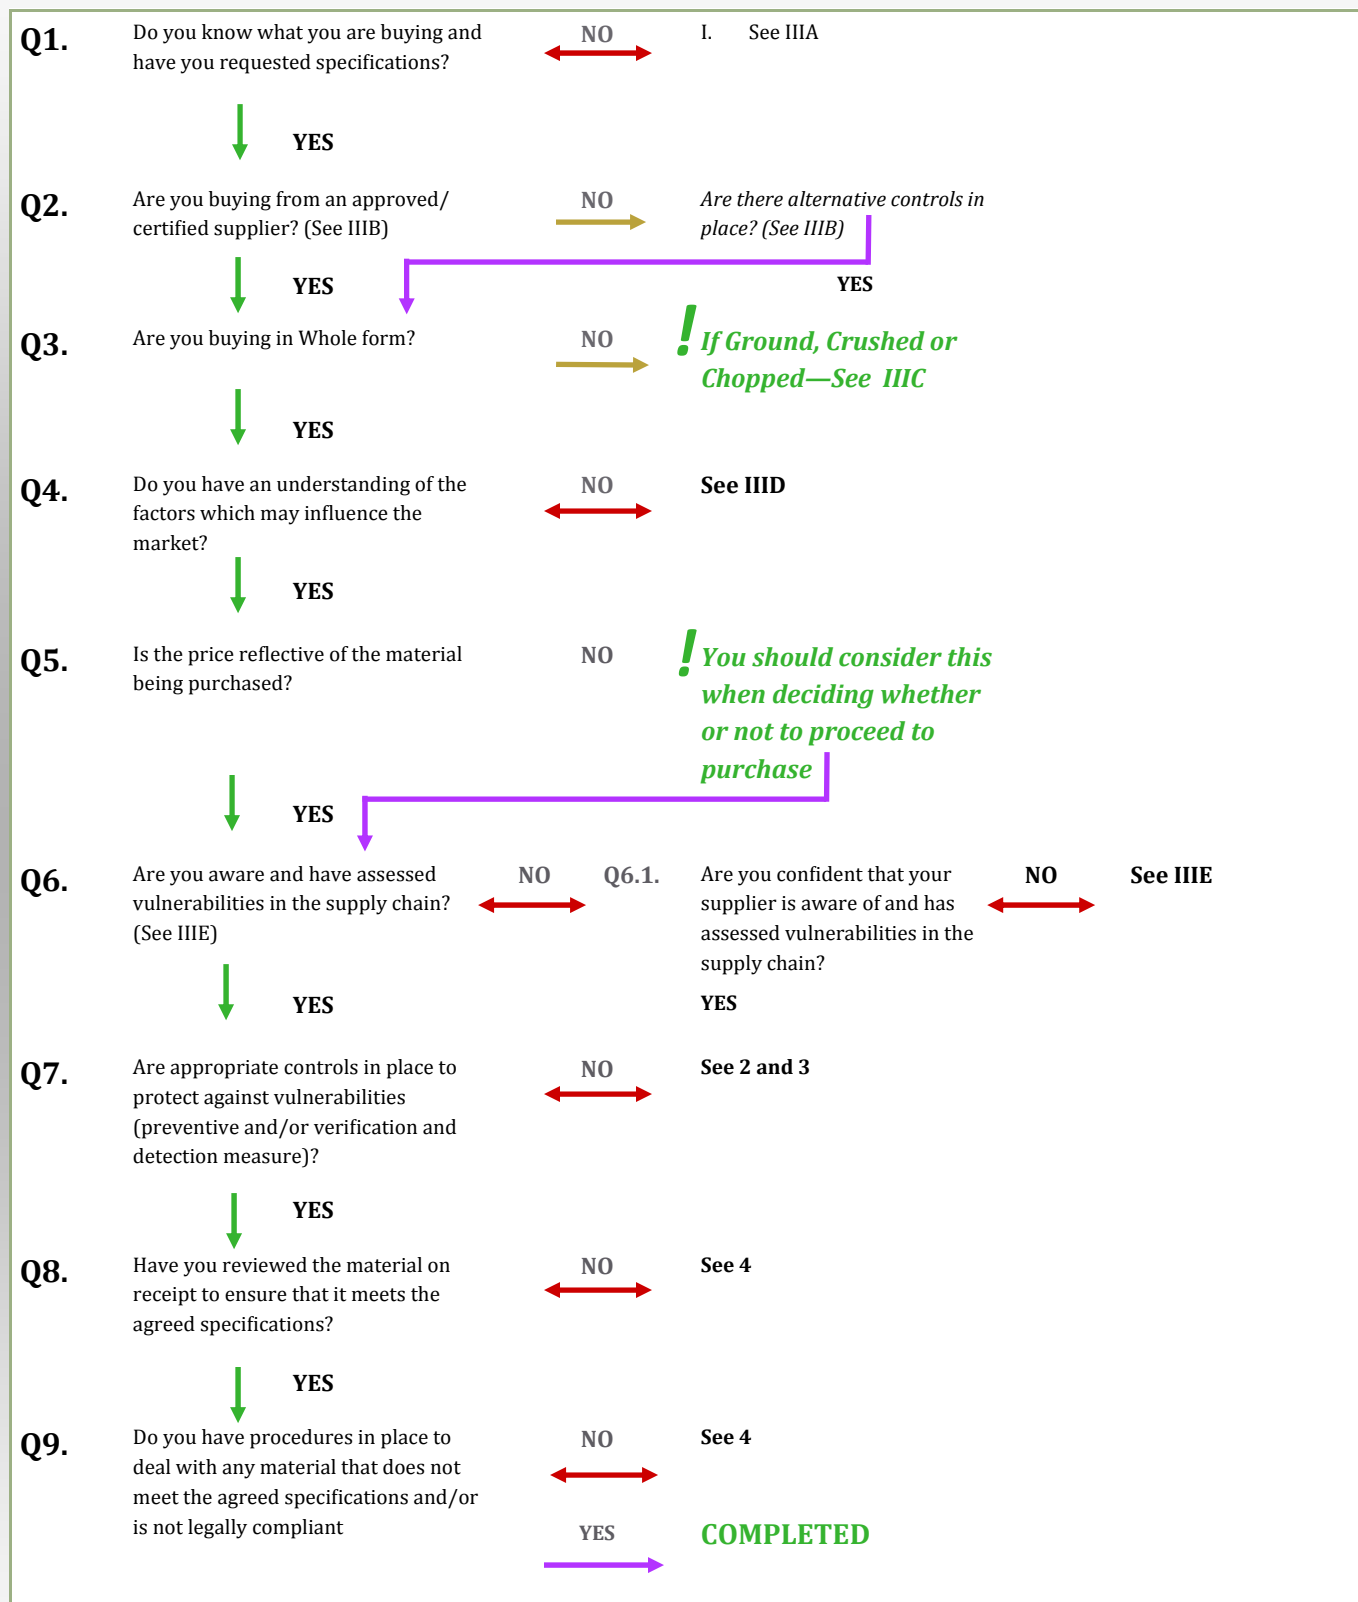 Q1. Do you know what you are buying and NO I. See IIIA
have you requested specifications?
YES
Q2. Are you buying from an approved/ NO Are there alternative controls in
certified supplier? (See IIIB) place? (See IIIB)
YES YES
Q3. Are you buying in Whole form? NO ! If Ground, Crushed or
Chopped—See IIIC
YES
Q4. Do you have an understanding of the NO See IIID
factors which may influence the
market?
YES
Q5. Is the price reflective of the material NO ! You should consider this
being purchased? when deciding whether
or not to proceed to
purchase
YES
Q6. Are you aware and have assessed NO Q6.1. Are you confident that your NO See IIIE
vulnerabilities in the supply chain? supplier is aware of and has
(See IIIE) assessed vulnerabilities in the
supply chain?
YES YES
Q7. Are appropriate controls in place to NO See 2 and 3
protect against vulnerabilities
(preventive and/or verification and
detection measure)?
YES
Q8. Have you reviewed the material on NO See 4
receipt to ensure that it meets the
agreed specifications?
YES
Q9. Do you have procedures in place to NO See 4
deal with any material that does not
meet the agreed specifications and/or
is not legally compliant YES COMPLETED